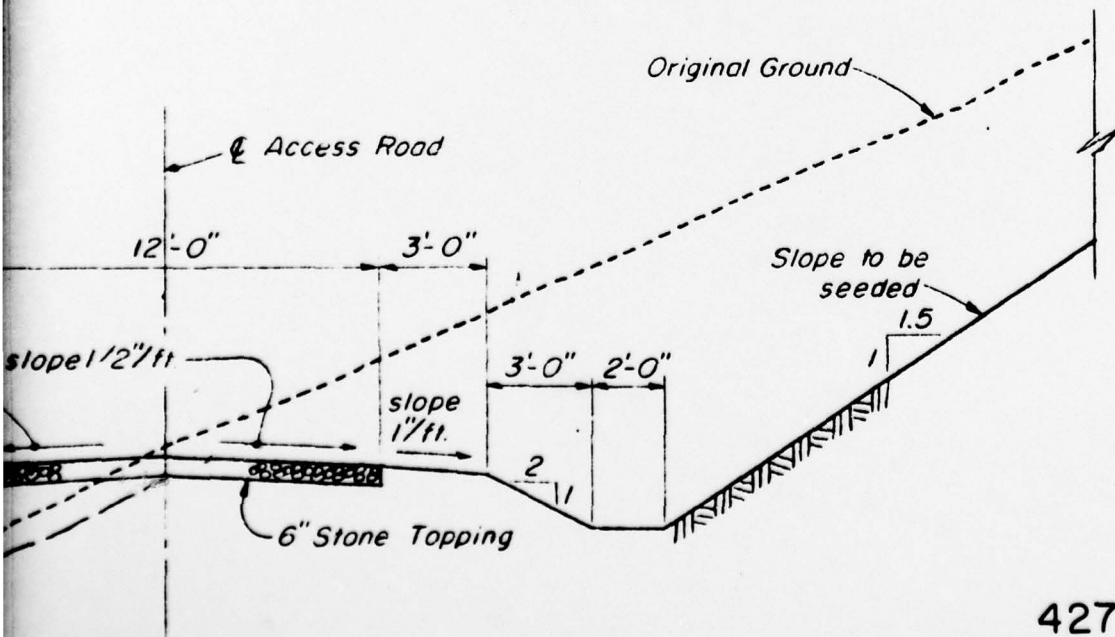 Original Ground
℄ Access Road
12'-0"
3'-0"
Slope to be
seeded
1.5
1
slope 1/2"/ft.
3'-0"
2'-0"
slope
1"/ft.
2
1
6" Stone Topping
427